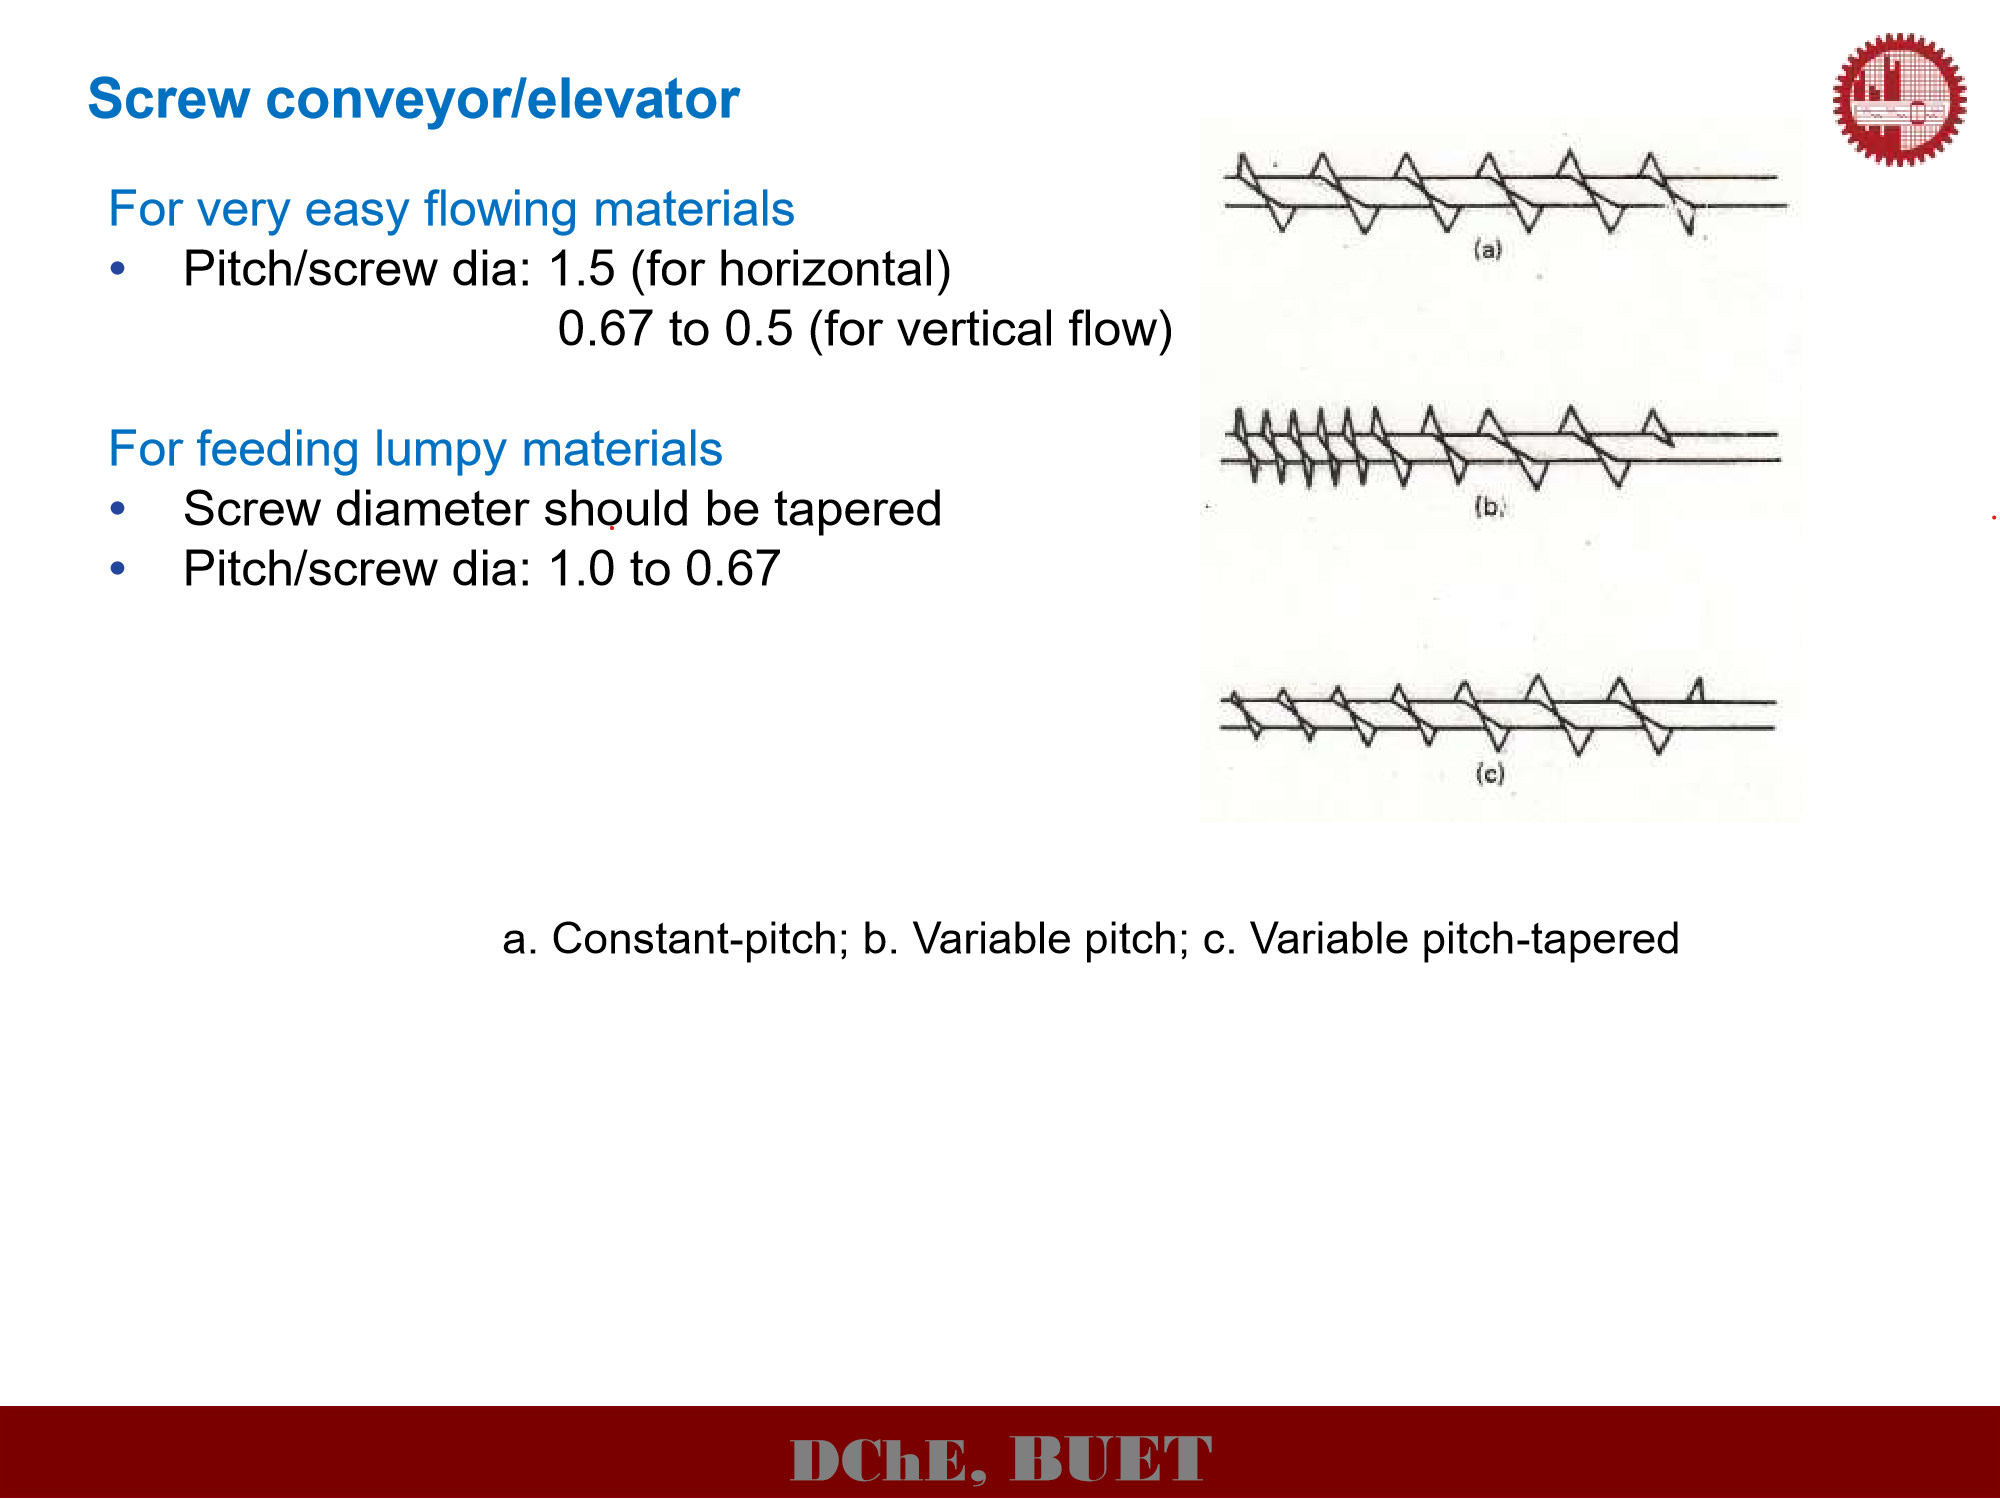 Screw conveyor/elevator
For very easy flowing materials
• Pitch/screw dia: 1.5 (for horizontal)
0.67 to 0.5 (for vertical flow)
For feeding lumpy materials
• Screw diameter should be tapered
• Pitch/screw dia: 1.0 to 0.67
(a)
(b)
(c)
a. Constant-pitch; b. Variable pitch; c. Variable pitch-tapered
DChE, BUET